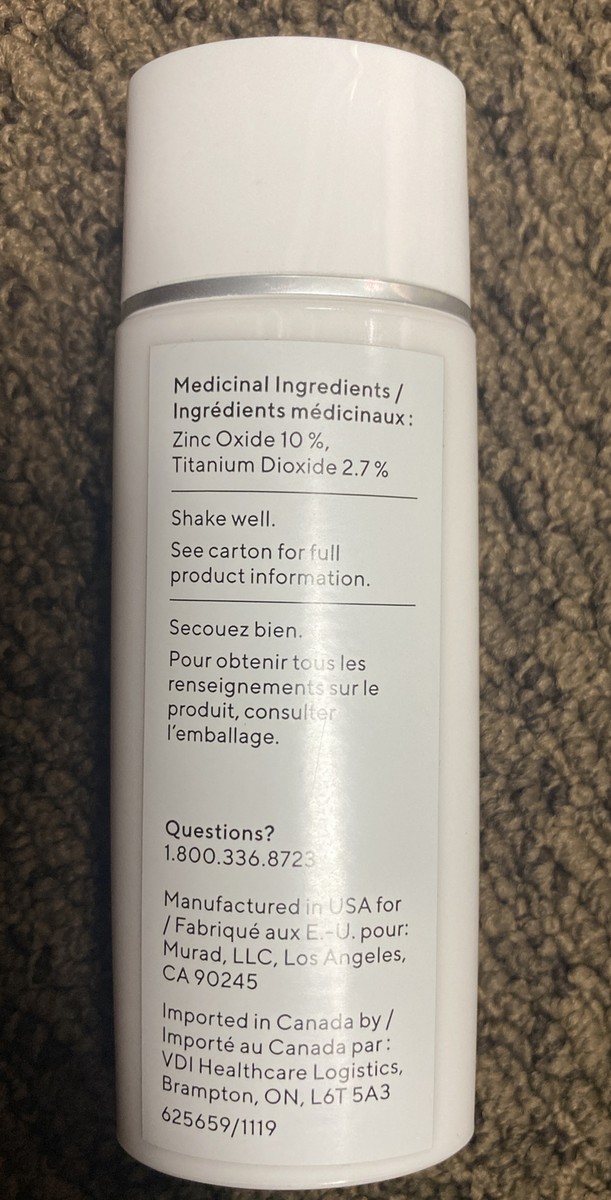 Medicinal Ingredients /
Ingrédients médicinaux:
Zinc Oxide 10 %,
Titanium Dioxide 2.7 %
Shake well.
See carton for full
product information.
Secouez bien.
Pour obtenir tous les
renseignements sur le
produit, consulter
l'emballage.
Questions?
1.800.336.8723
Manufactured in USA for
/ Fabriqué aux E.-U. pour:
Murad, LLC, Los Angeles,
CA 90245
Imported in Canada by /
Importé au Canada par:
VDI Healthcare Logistics,
Brampton, ON, L6T 5A3
625659/1119